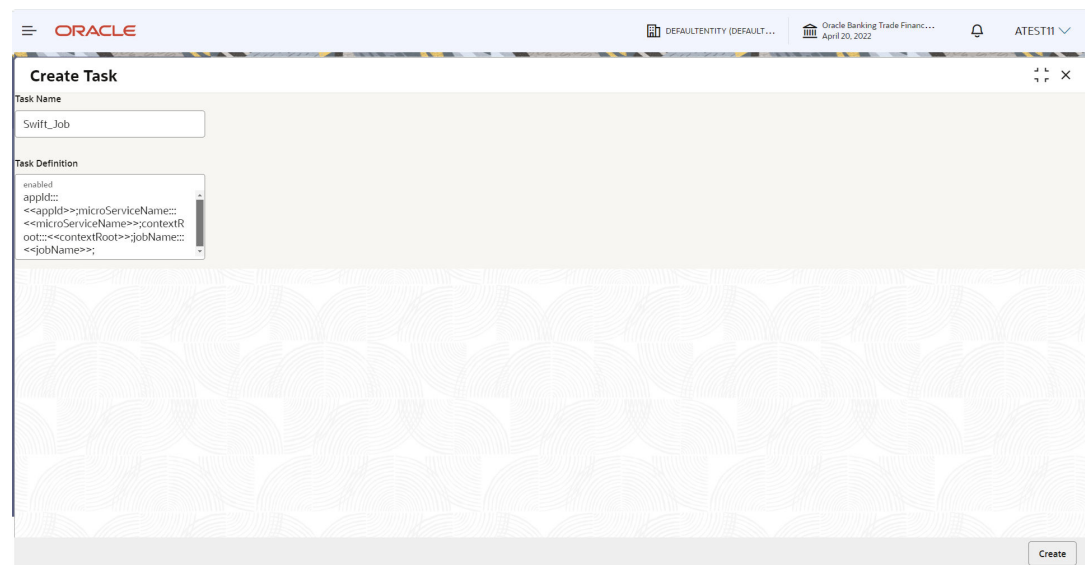 ORACLE
DEFAULTENTITY (DEFAULT...
Oracle Banking Trade Financ...
April 20, 2022
ATEST11
Create Task
Task Name
Swift_Job
Task Definition
enabled
appId:::
<<appId>>;microServiceName:::
<<microServiceName>>;contextR
oot:::<<contextRoot>>;jobName:::
<<jobName>>;
Create